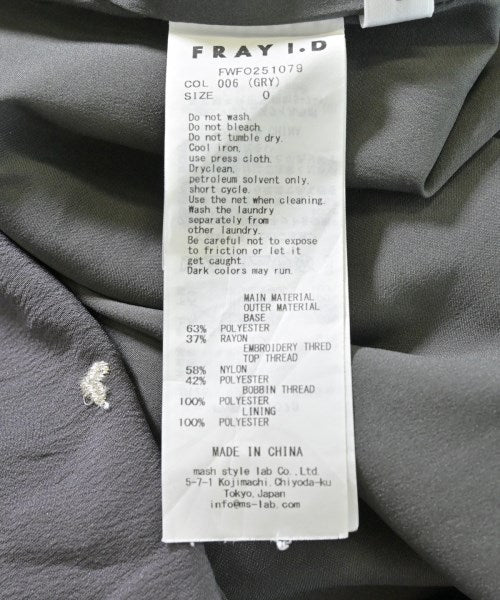 FRAY I.D
FWFO251079
COL 006 (GRY)
SIZE 0
Do not wash.
Do not bleach.
Do not tumble dry.
Cool iron,
use press cloth.
Dryclean,
petroleum solvent only,
short cycle.
Use the net when cleaning.
Wash the laundry
separately from
other laundry.
Be careful not to expose
to friction or let it
get caught.
Dark colors may run.
MAIN MATERIAL
OUTER MATERIAL
BASE
63% POLYESTER
37% RAYON
EMBROIDERY THRED
TOP THREAD
58% NYLON
42% POLYESTER
BOBBIN THREAD
100% POLYESTER
LINING
100% POLYESTER
MADE IN CHINA
mash style lab Co.,Ltd.
5-7-1 Kojimachi,Chiyoda-ku
Tokyo,Japan
info@ms-lab.com